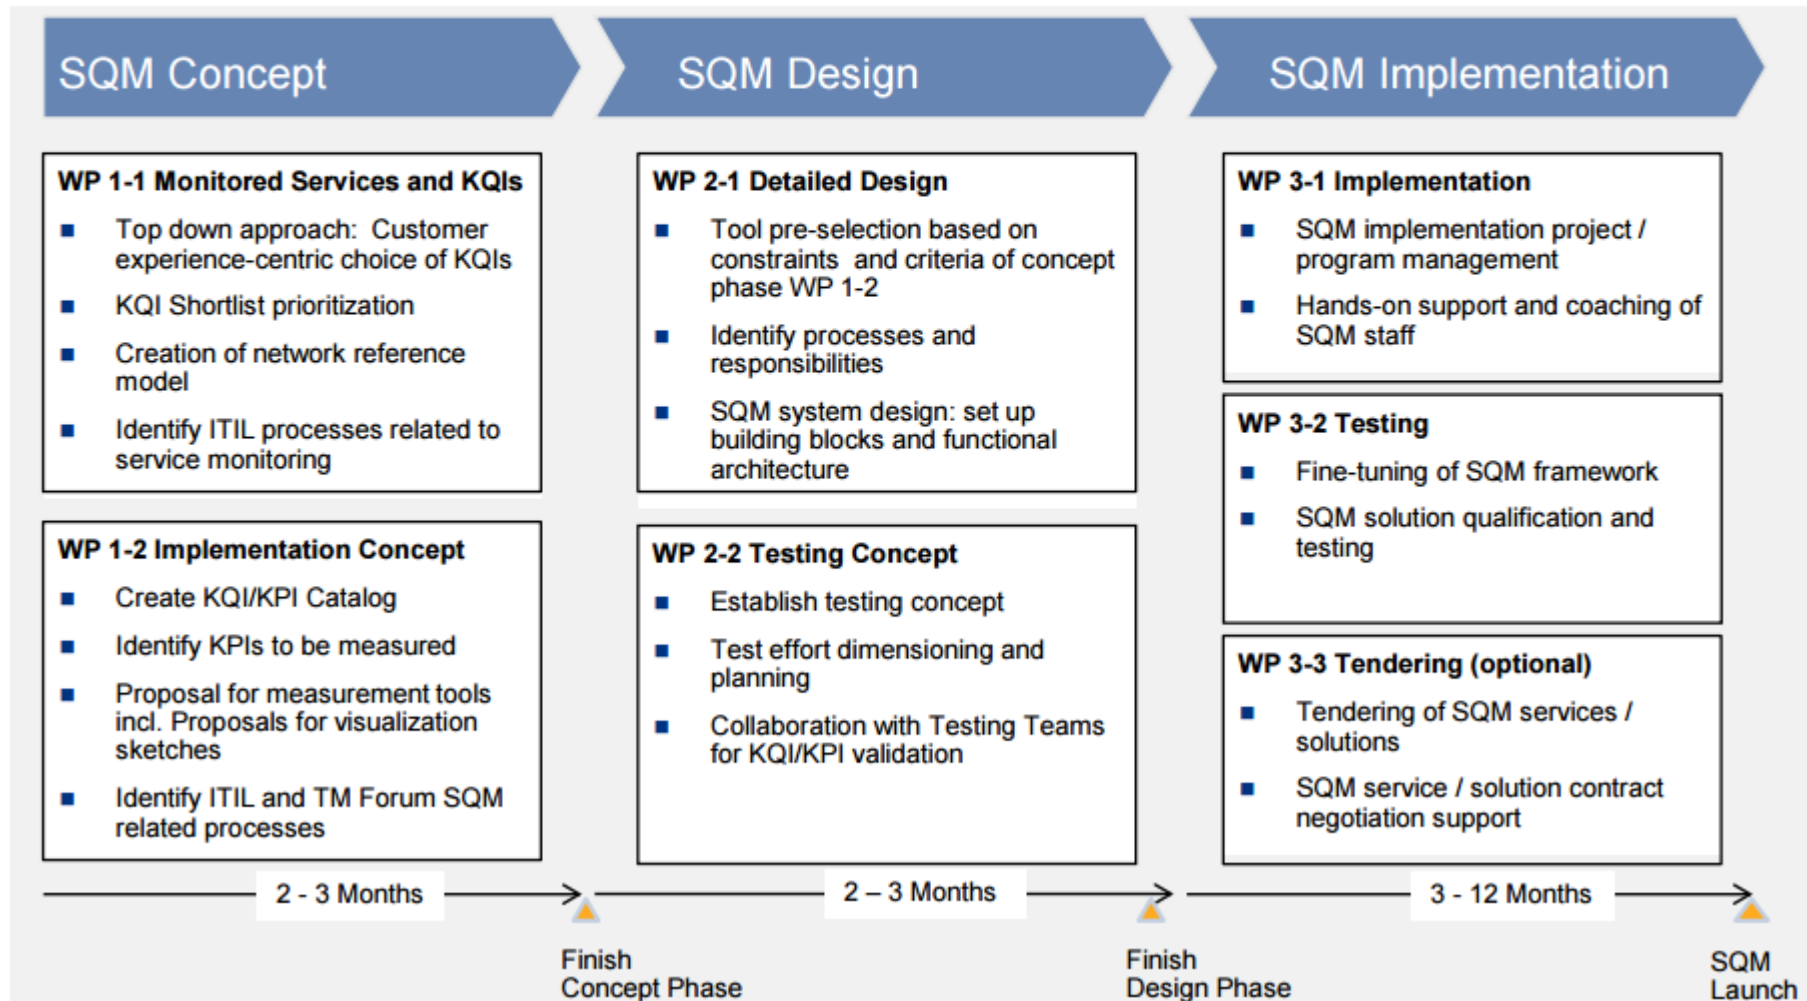 SQM Concept
SQM Design
SQM Implementation
WP 1-1 Monitored Services and KQIs
Top down approach: Customer
experience-centric choice of KQIs
KQI Shortlist prioritization
Creation of network reference
model
Identify ITIL processes related to
service monitoring
WP 1-2 Implementation Concept
Create KQI/KPI Catalog
Identify KPIs to be measured
Proposal for measurement tools
incl. Proposals for visualization
sketches
Identify ITIL and TM Forum SQM
related processes
WP 2-1 Detailed Design
Tool pre-selection based on
constraints and criteria of concept
phase WP 1-2
Identify processes and
responsibilities
SQM system design: set up
building blocks and functional
architecture
WP 2-2 Testing Concept
Establish testing concept
Test effort dimensioning and
planning
Collaboration with Testing Teams
for KQI/KPI validation
WP 3-1 Implementation
SQM implementation project /
program management
Hands-on support and coaching of
SQM staff
WP 3-2 Testing
Fine-tuning of SQM framework
SQM solution qualification and
testing
WP 3-3 Tendering (optional)
Tendering of SQM services /
solutions
SQM service / solution contract
negotiation support
2 - 3 Months
2 – 3 Months
3 - 12 Months
Finish
Concept Phase
Finish
Design Phase
SQM
Launch